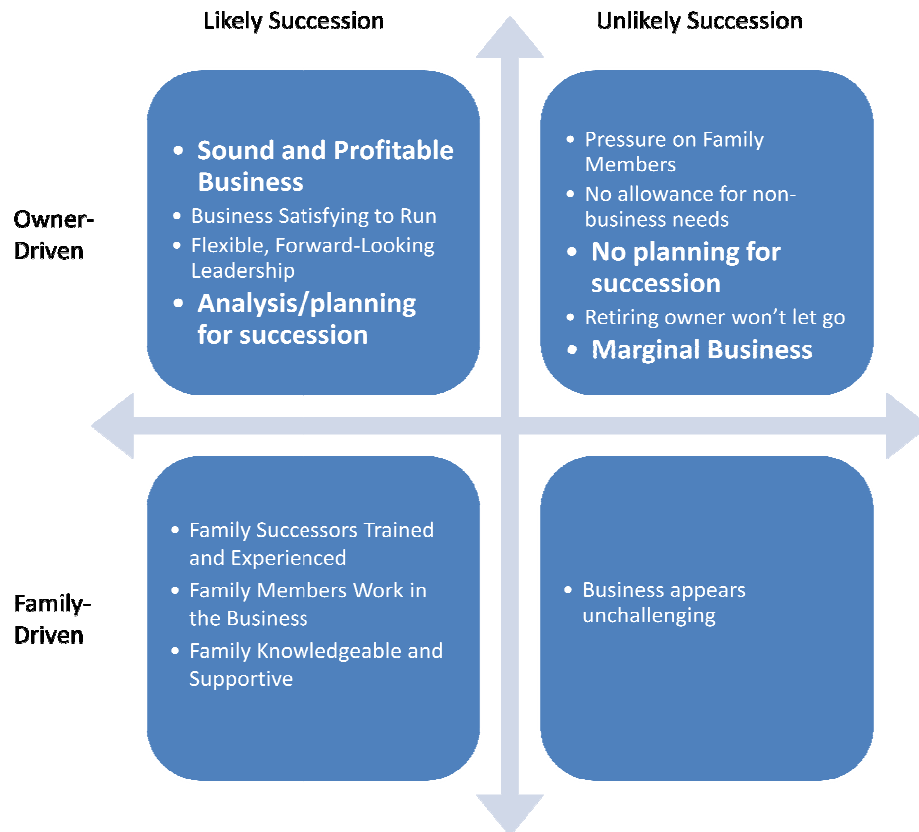 Likely Succession
Unlikely Succession
Owner-
Driven
• Sound and Profitable
Business
• Business Satisfying to Run
• Flexible, Forward-Looking
Leadership
• Analysis/planning
for succession
• Pressure on Family
Members
• No allowance for non-
business needs
• No planning for
succession
• Retiring owner won’t let go
• Marginal Business
Family-
Driven
• Family Successors Trained
and Experienced
• Family Members Work in
the Business
• Family Knowledgeable and
Supportive
• Business appears
unchallenging